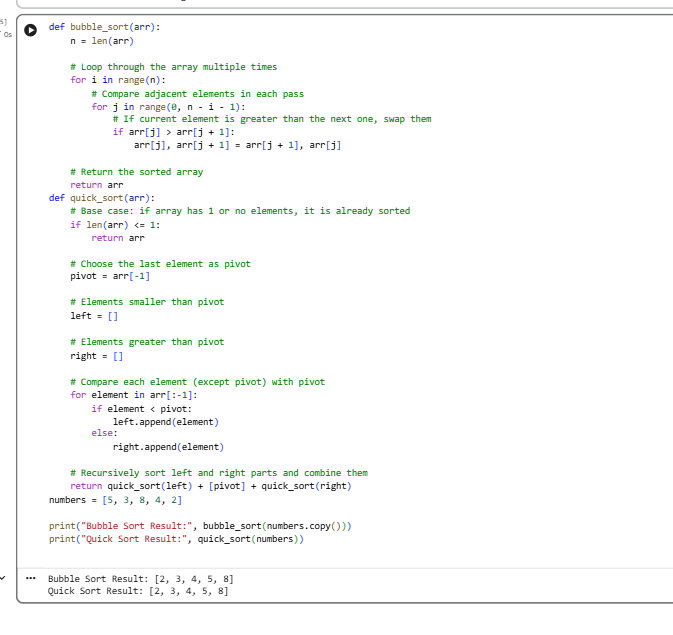 def bubble_sort(arr):
    n = len(arr)

    # Loop through the array multiple times
    for i in range(n):
        # Compare adjacent elements in each pass
        for j in range(0, n - i - 1):
            # If current element is greater than the next one, swap them
            if arr[j] > arr[j + 1]:
                arr[j], arr[j + 1] = arr[j + 1], arr[j]

    # Return the sorted array
    return arr
def quick_sort(arr):
    # Base case: if array has 1 or no elements, it is already sorted
    if len(arr) <= 1:
        return arr

    # Choose the last element as pivot
    pivot = arr[-1]

    # Elements smaller than pivot
    left = []

    # Elements greater than pivot
    right = []

    # Compare each element (except pivot) with pivot
    for element in arr[:-1]:
        if element < pivot:
            left.append(element)
        else:
            right.append(element)

    # Recursively sort left and right parts and combine them
    return quick_sort(left) + [pivot] + quick_sort(right)
numbers = [5, 3, 8, 4, 2]

print("Bubble Sort Result:", bubble_sort(numbers.copy()))
print("Quick Sort Result:", quick_sort(numbers))

Bubble Sort Result: [2, 3, 4, 5, 8]
Quick Sort Result: [2, 3, 4, 5, 8]